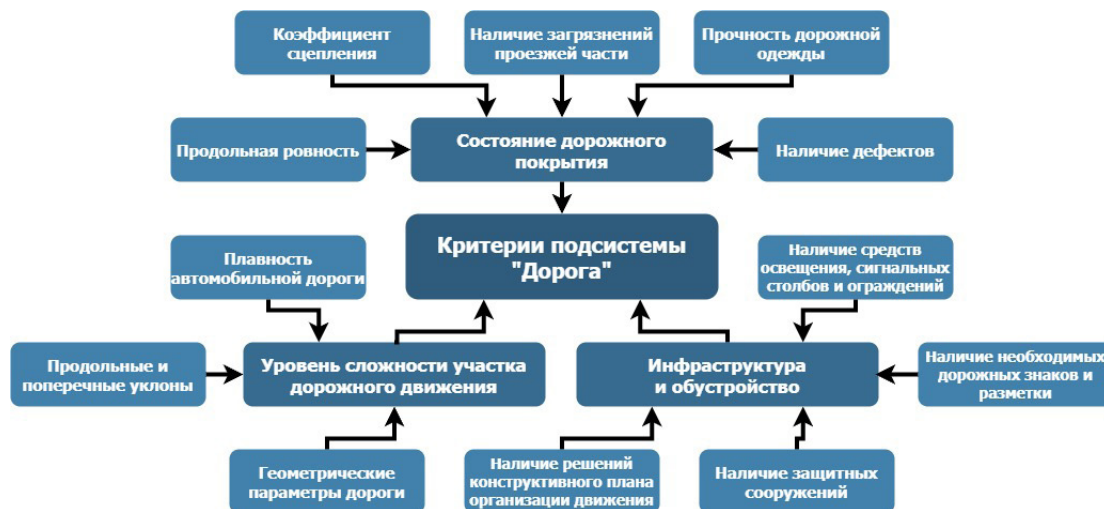 Коэффициент
сцепления
Наличие загрязнений
проезжей части
Прочность дорожной
одежды
Продольная ровность
Состояние дорожного
покрытия
Наличие дефектов
Плавность
автомобильной дороги
Критерии подсистемы
"Дорога"
Наличие средств
освещения, сигнальных
столбов и ограждений
Продольные и
поперечные уклоны
Уровень сложности участка
дорожного движения
Инфраструктура
и обустройство
Наличие необходимых
дорожных знаков и
разметки
Геометрические
параметры дороги
Наличие решений
конструктивного плана
организации движения
Наличие защитных
сооружений